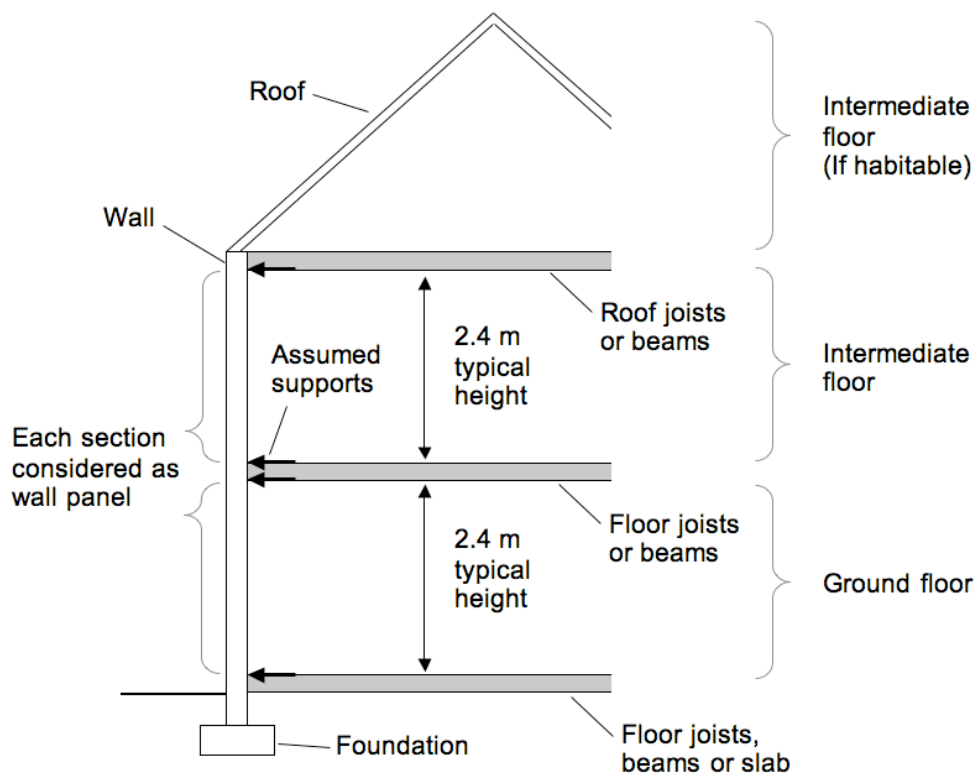 Roof
Intermediate
floor
(If habitable)
Wall
Roof joists
or beams
2.4 m
typical
height
Assumed
supports
Intermediate
floor
Each section
considered as
wall panel
Floor joists
or beams
2.4 m
typical
height
Ground floor
Foundation
Floor joists,
beams or slab